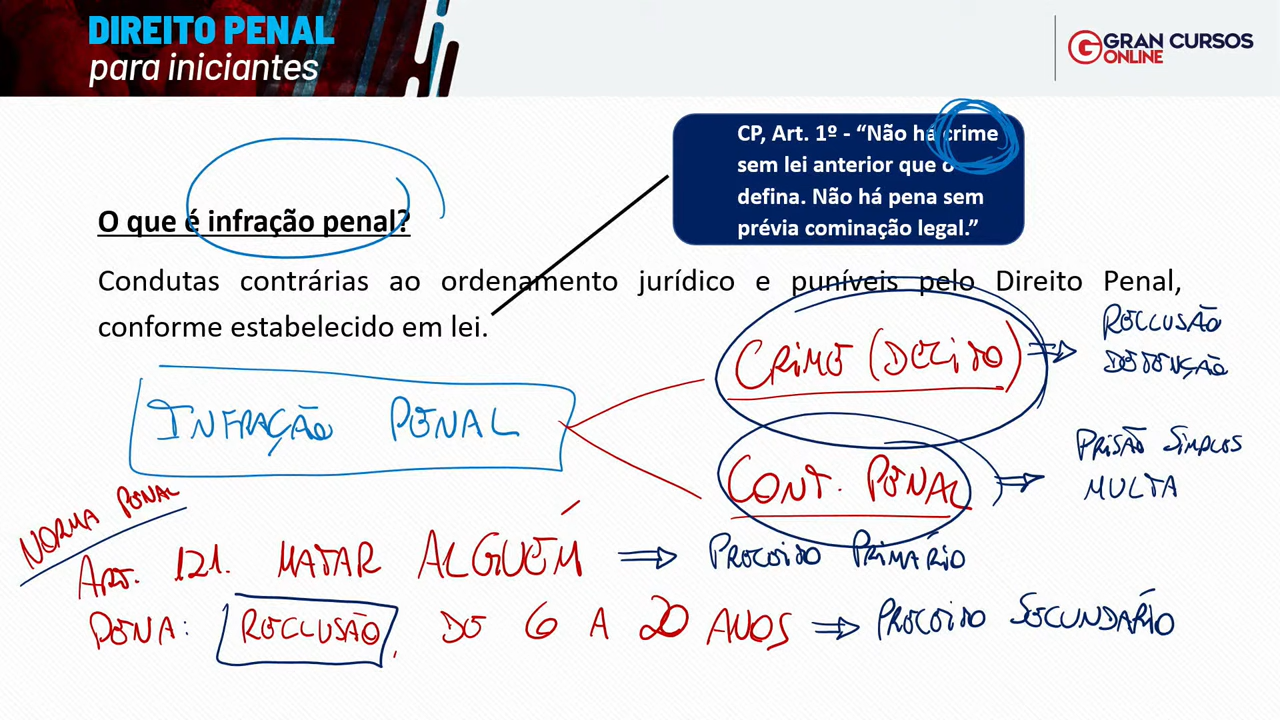 DIREITO PENAL
para iniciantes
GRAN CURSOS
ONLINE
CP, Art. 1º - “Não há crime
sem lei anterior que o
defina. Não há pena sem
prévia cominação legal.”
O que é infração penal?
Condutas contrárias ao ordenamento jurídico e puníveis pelo Direito Penal,
conforme estabelecido em lei.
INFRAÇÃO PENAL
CRIME (DELITO)
RECLUSÃO
DETENÇÃO
CONT. PENAL
PRISÃO SIMPLES
MULTA
NORMA PENAL
ART. 121. MATAR ALGUÉM ⇒ PRECEITO PRIMÁRIO
PENA: RECLUSÃO, DE 6 A 20 ANOS ⇒ PRECEITO SECUNDÁRIO